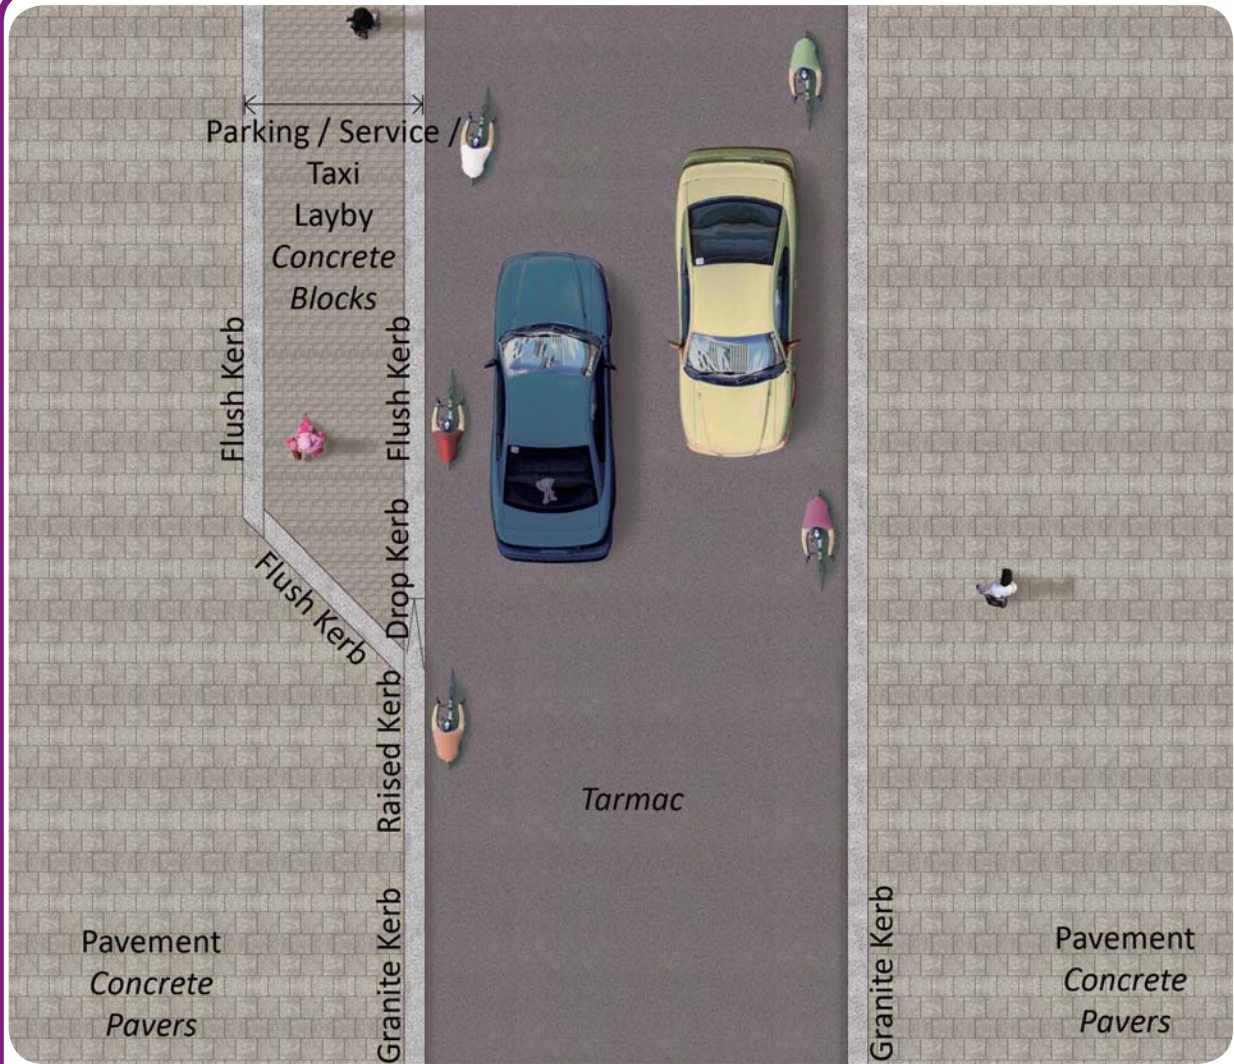 Parking / Service /
Taxi
Layby
Concrete
Blocks
Flush Kerb
Flush Kerb
Drop Kerb
Flush Kerb
Raised Kerb
Tarmac
Granite Kerb
Granite Kerb
Pavement
Concrete
Pavers
Pavement
Concrete
Pavers